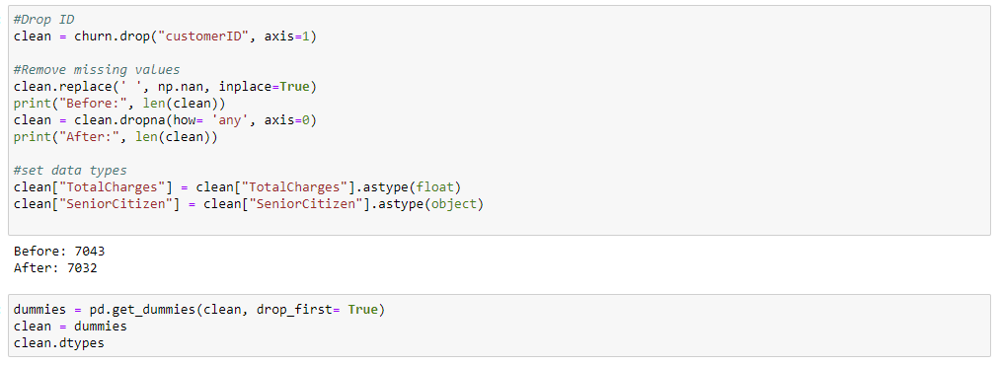 #Drop ID
clean = churn.drop("customerID", axis=1)
#Remove missing values
clean.replace(' ', np.nan, inplace=True)
print("Before:", len(clean))
clean = clean.dropna(how= 'any', axis=0)
print("After:", len(clean))
#set data types
clean["TotalCharges"] = clean["TotalCharges"].astype(float)
clean["SeniorCitizen"] = clean["SeniorCitizen"].astype(object)
Before: 7043
After: 7032
dummies = pd.get_dummies(clean, drop_first= True)
clean = dummies
clean.dtypes